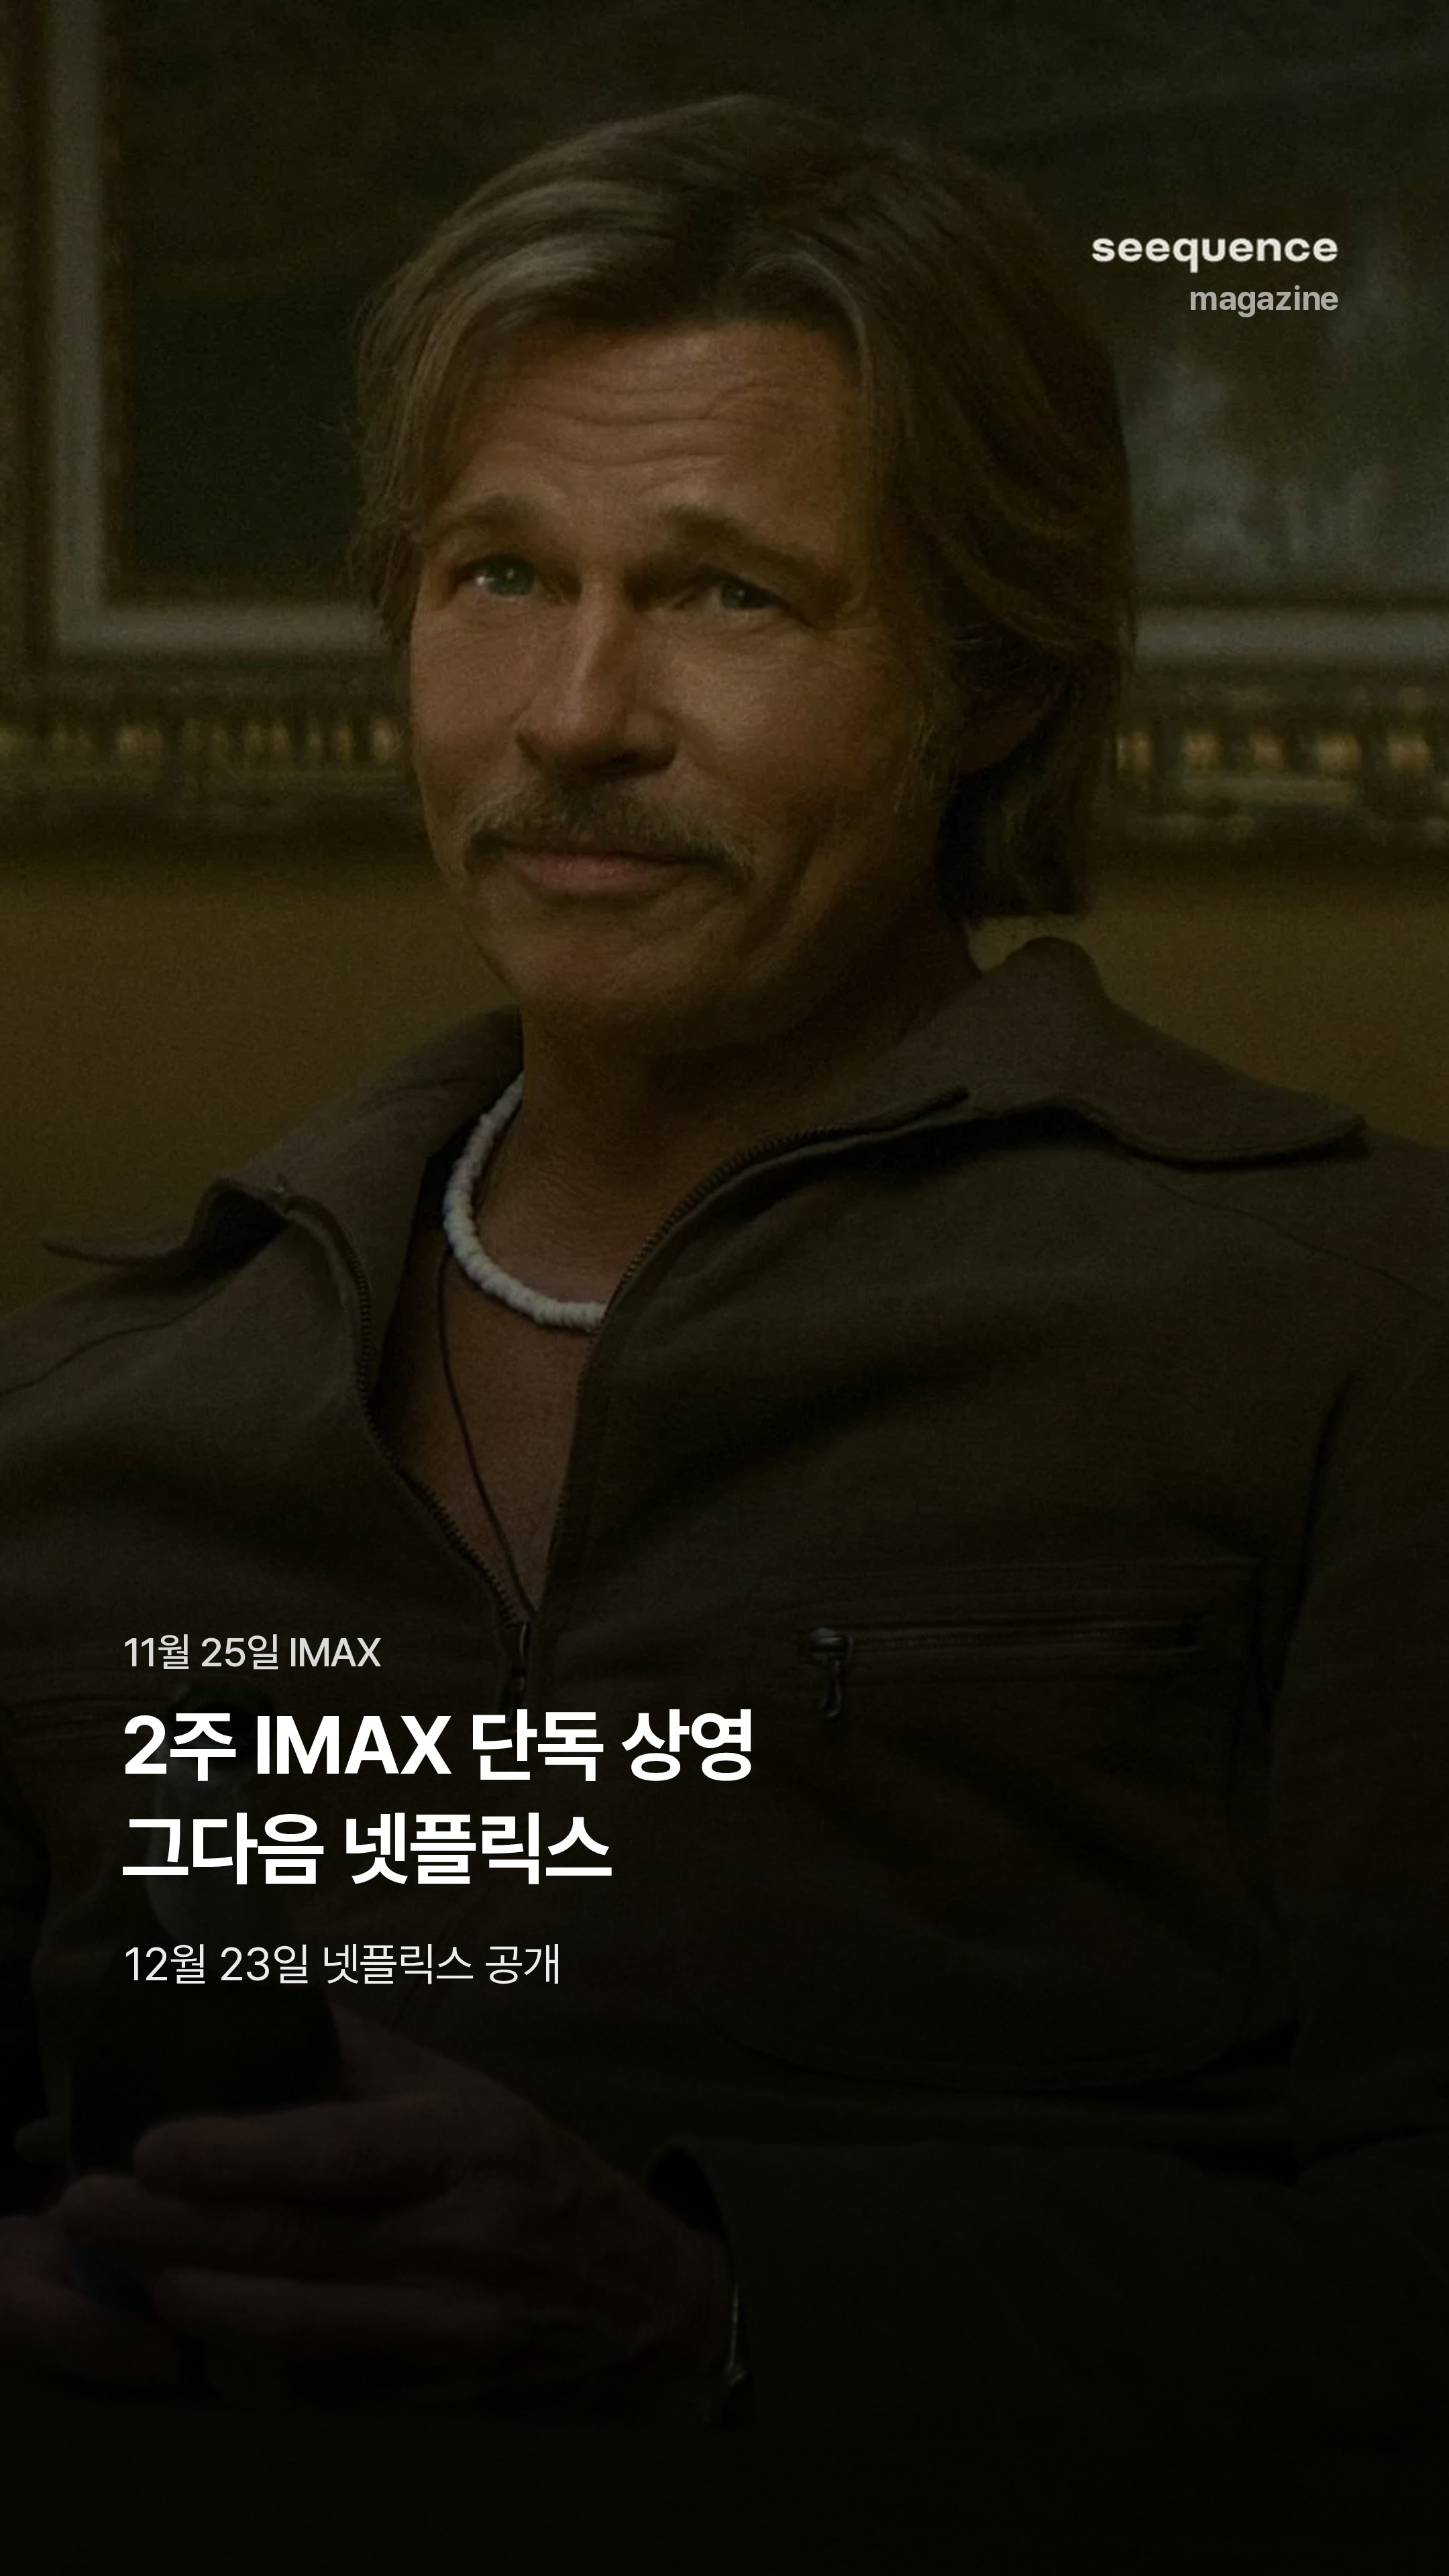 seequence
magazine
11월 25일 IMAX
2주 IMAX 단독 상영
그다음 넷플릭스
12월 23일 넷플릭스 공개